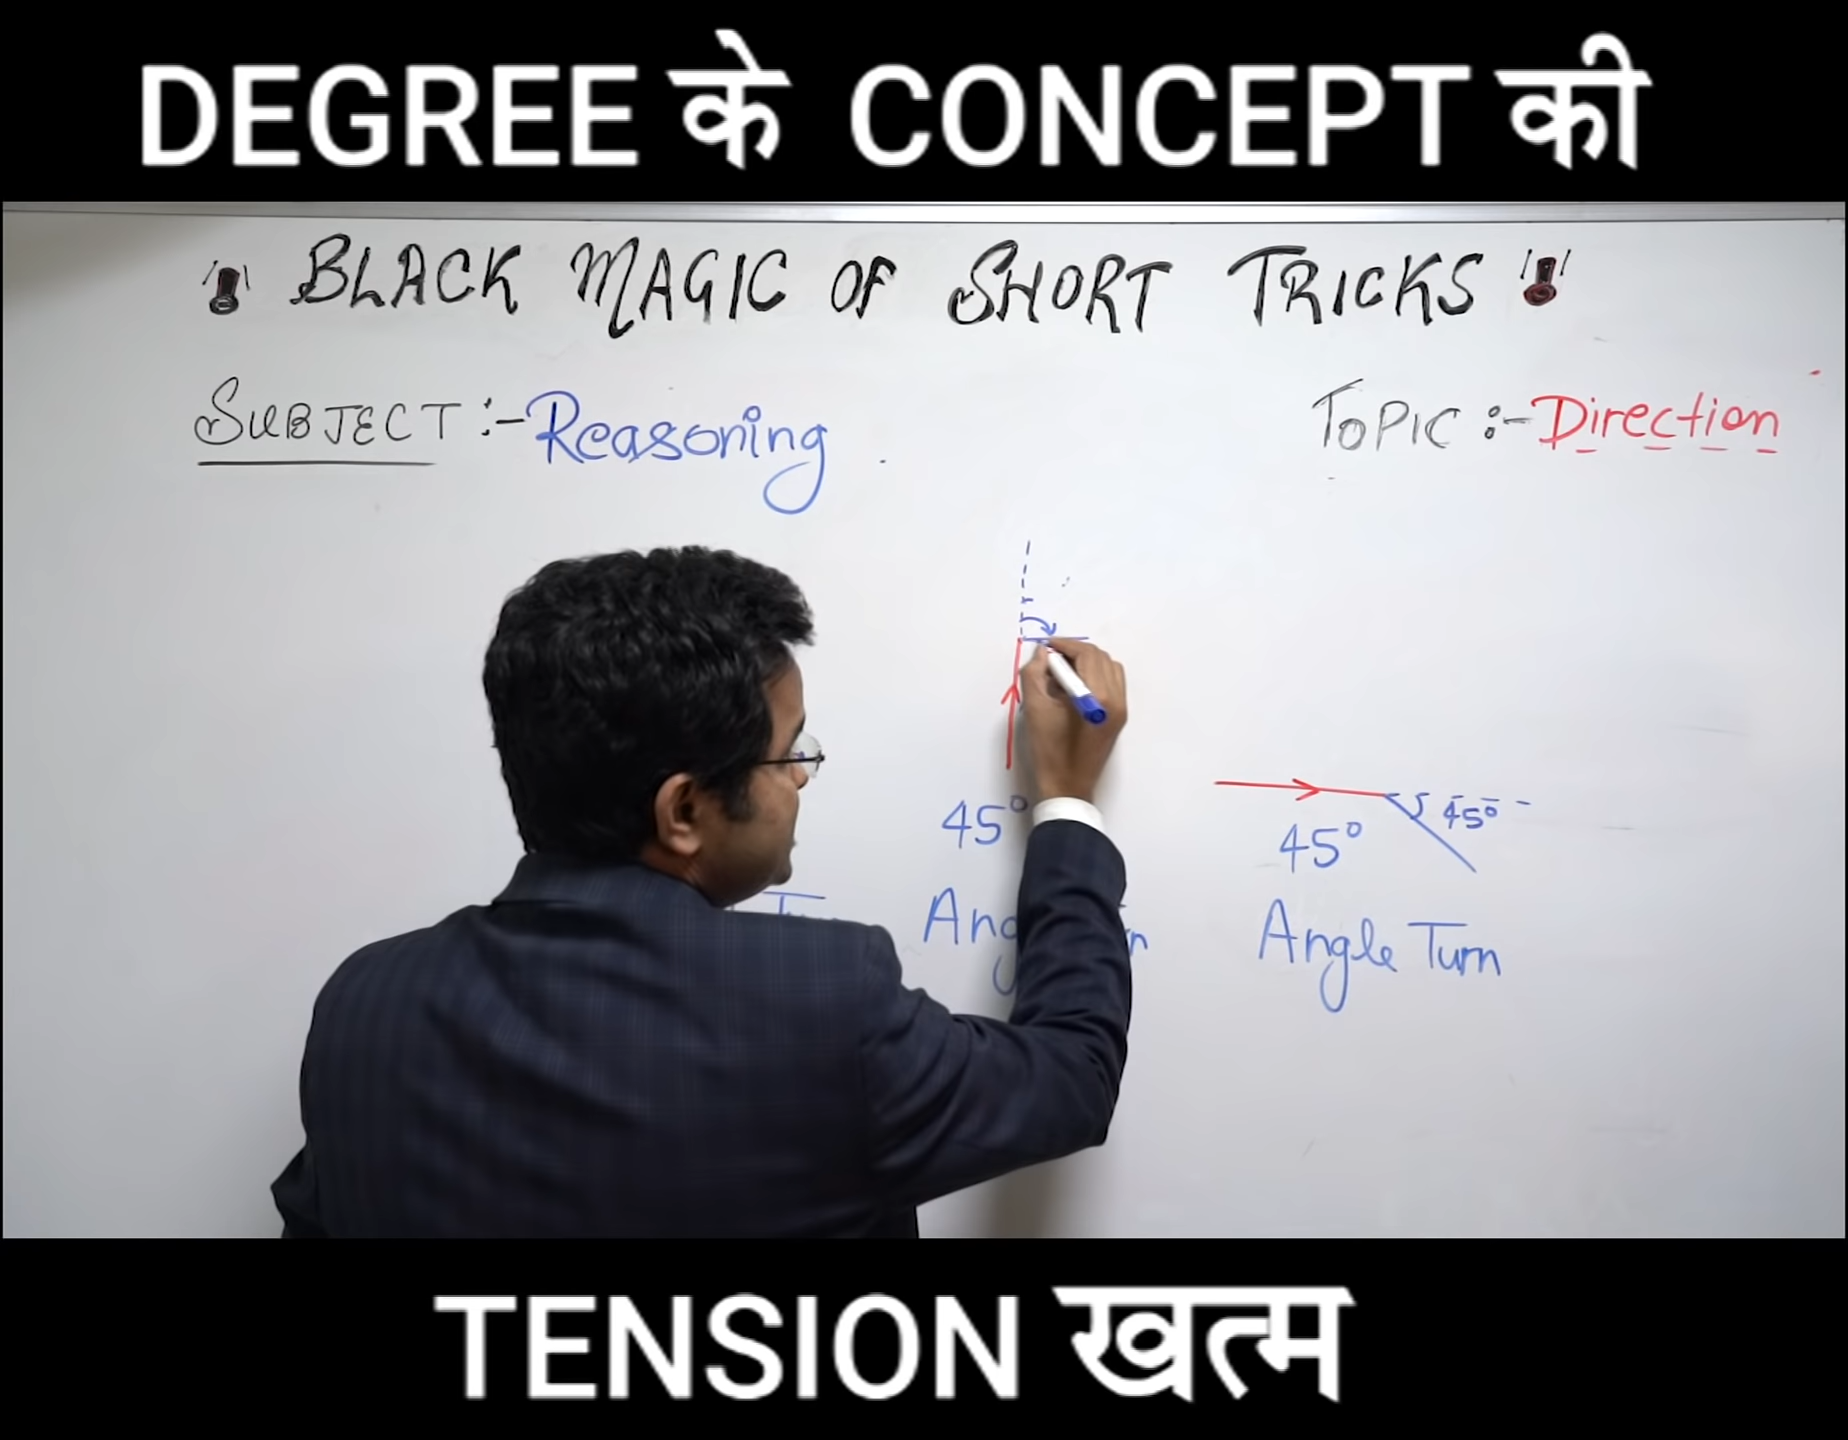 DEGREE के CONCEPT की
BLACK MAGIC OF SHORT TRICKS
SUBJECT :- Reasoning
TOPIC :- Direction
45°
45°
45°
Angle Turn
TENSION खत्म